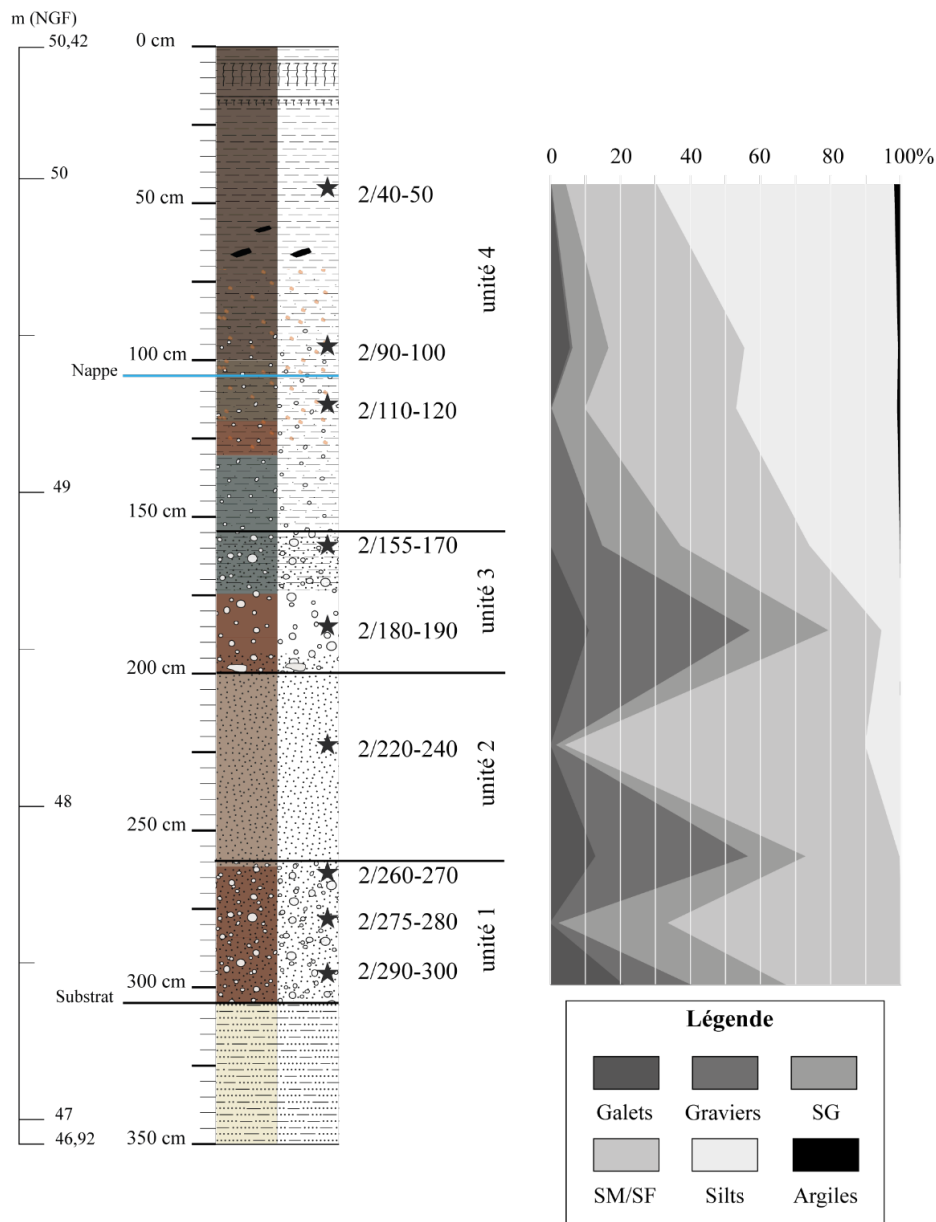 m (NGF)
50,42
0 cm
0 20 40 60 80 100%
50
50 cm
2/40-50
unité 4
100 cm
2/90-100
Nappe
2/110-120
49
150 cm
2/155-170
unité 3
2/180-190
200 cm
2/220-240
unité 2
48
250 cm
2/260-270
2/275-280
unité 1
2/290-300
300 cm
Substrat
47
46,92
350 cm
Légende
Galets Graviers SG
SM/SF Silts Argiles